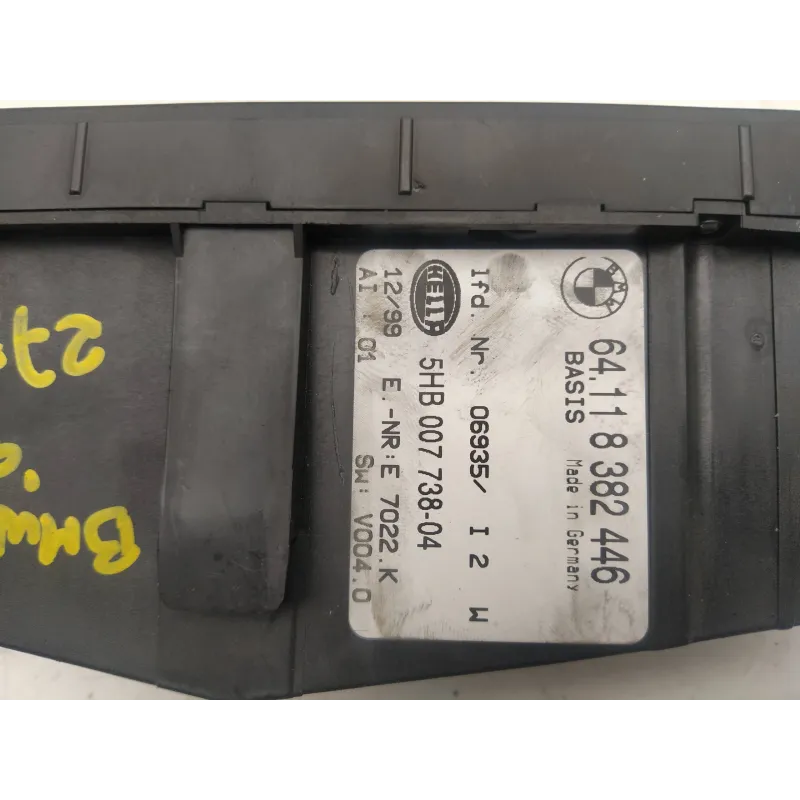 BMW
64.11 8 382 446
BASIS Made in Germany
lfd. Nr. 06935/ I 2 W
HELLA 5HB 007 738-04
12/99 E.-NR:E 7022.K
AI : 01 SW: V004.0
BMW